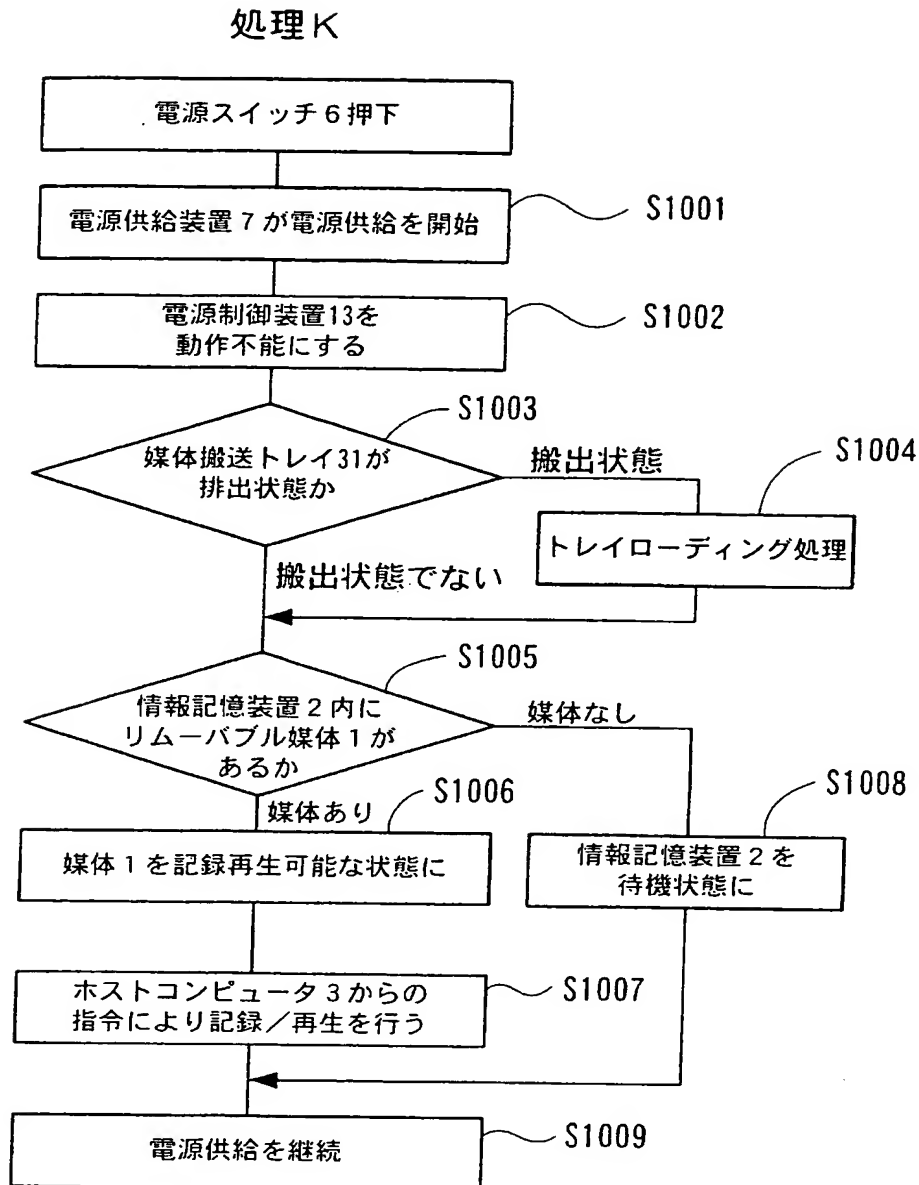 処理K
電源スイッチ6押下
電源供給装置7が電源供給を開始
S1001
電源制御装置13を
動作不能にする
S1002
S1003
媒体搬送トレイ31が
排出状態か
搬出状態
S1004
トレイローディング処理
搬出状態でない
S1005
情報記憶装置2内に
リムーバブル媒体1が
あるか
媒体なし
媒体あり
S1006
S1008
媒体1を記録再生可能な状態に
情報記憶装置2を
待機状態に
ホストコンピュータ3からの
指令により記録/再生を行う
S1007
電源供給を継続
S1009